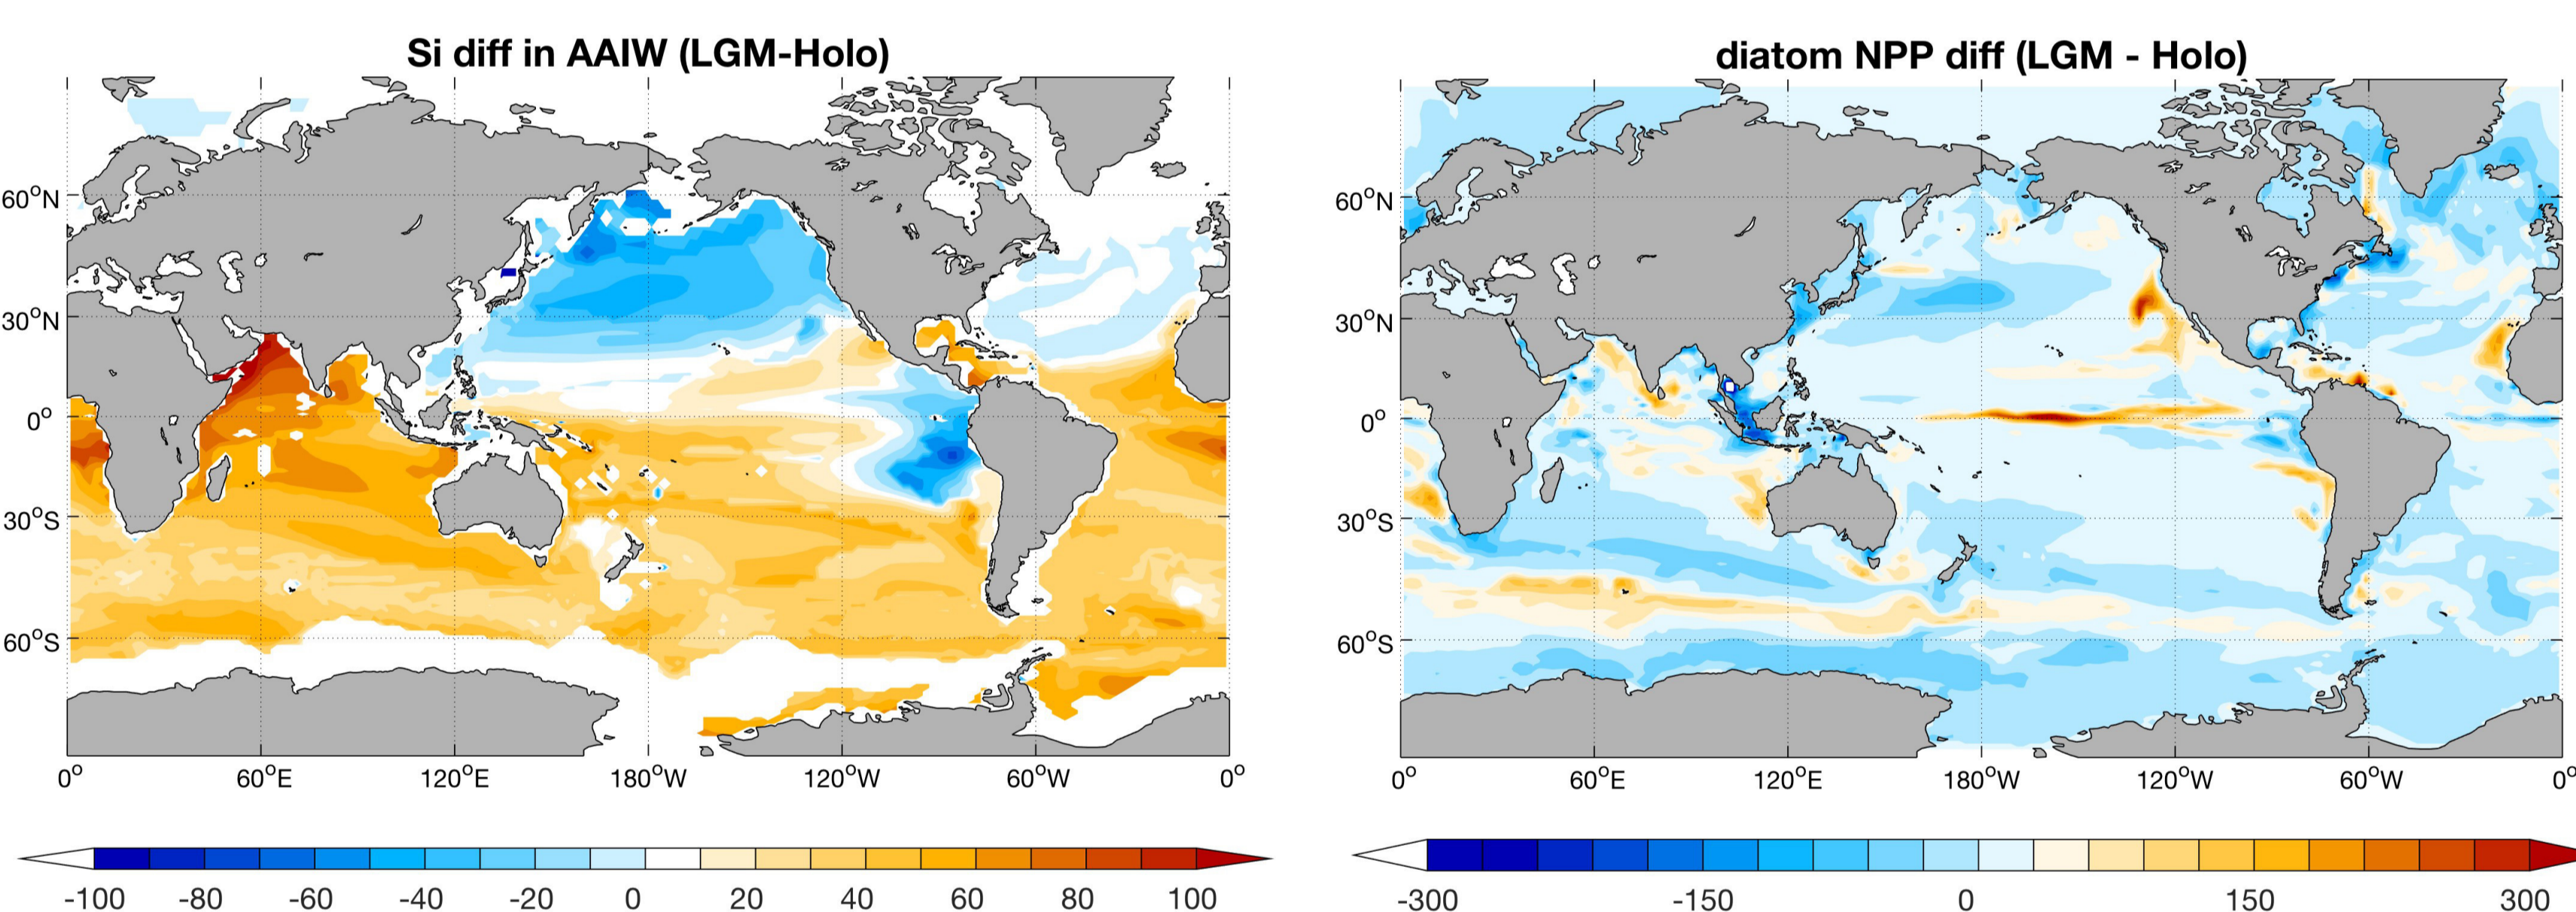 Si diff in AAIW (LGM-Holo)
60°N
30°N
0°
30°S
60°S
0° 60°E 120°E 180°W 120°W 60°W 0°
-100 -80 -60 -40 -20 0 20 40 60 80 100
diatom NPP diff (LGM - Holo)
60°N
30°N
0°
30°S
60°S
0° 60°E 120°E 180°W 120°W 60°W 0°
-300 -150 0 150 300